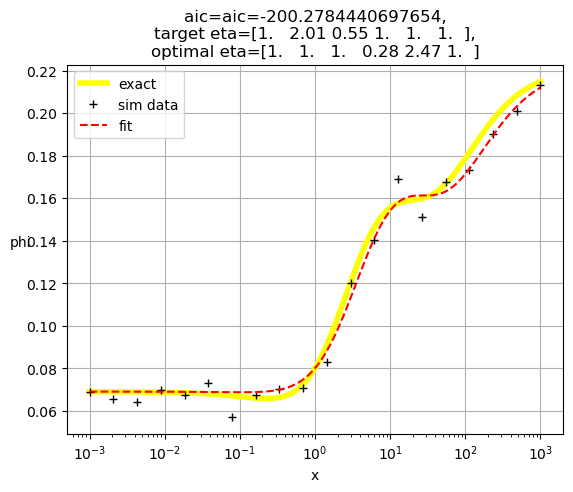 aic=aic=-200.2784440697654,
target eta=[1.   2.01 0.55 1.   1.   1.  ],
optimal eta=[1.   1.   1.   0.28 2.47 1.  ]
exact
sim data
fit
0.22
0.20
0.18
0.16
0.14
0.12
0.10
0.08
0.06
phi
10⁻³
10⁻²
10⁻¹
10⁰
10¹
10²
10³
x